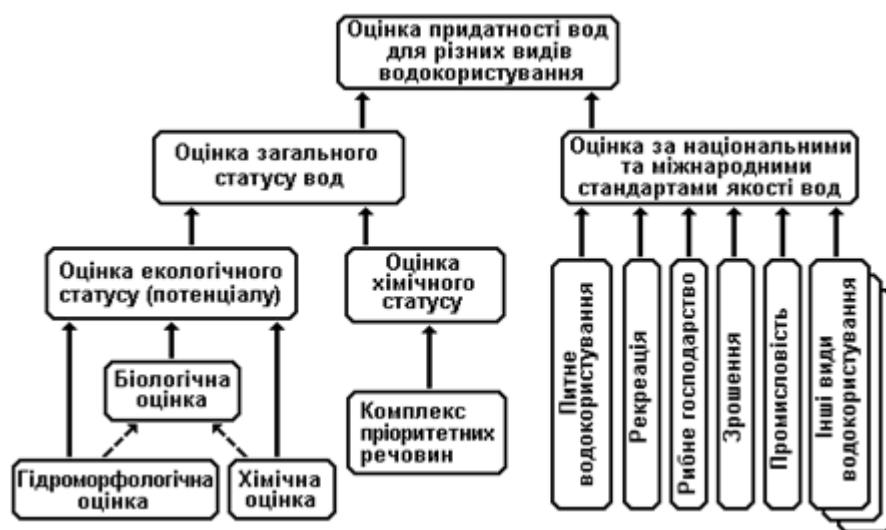 Оцінка придатності вод
для різних видів
водокористування
Оцінка загального
статусу вод
Оцінка за національними
та міжнародними
стандартами якості вод
Оцінка екологічного
статусу (потенціалу)
Оцінка
хімічного
статусу
Біологічна
оцінка
Комплекс
пріоритетних
речовин
Гідроморфологічна
оцінка
Хімічна
оцінка
Питне
водокористування
Рекреація
Рибне господарство
Зрошення
Промисловість
Інші види
водокористування